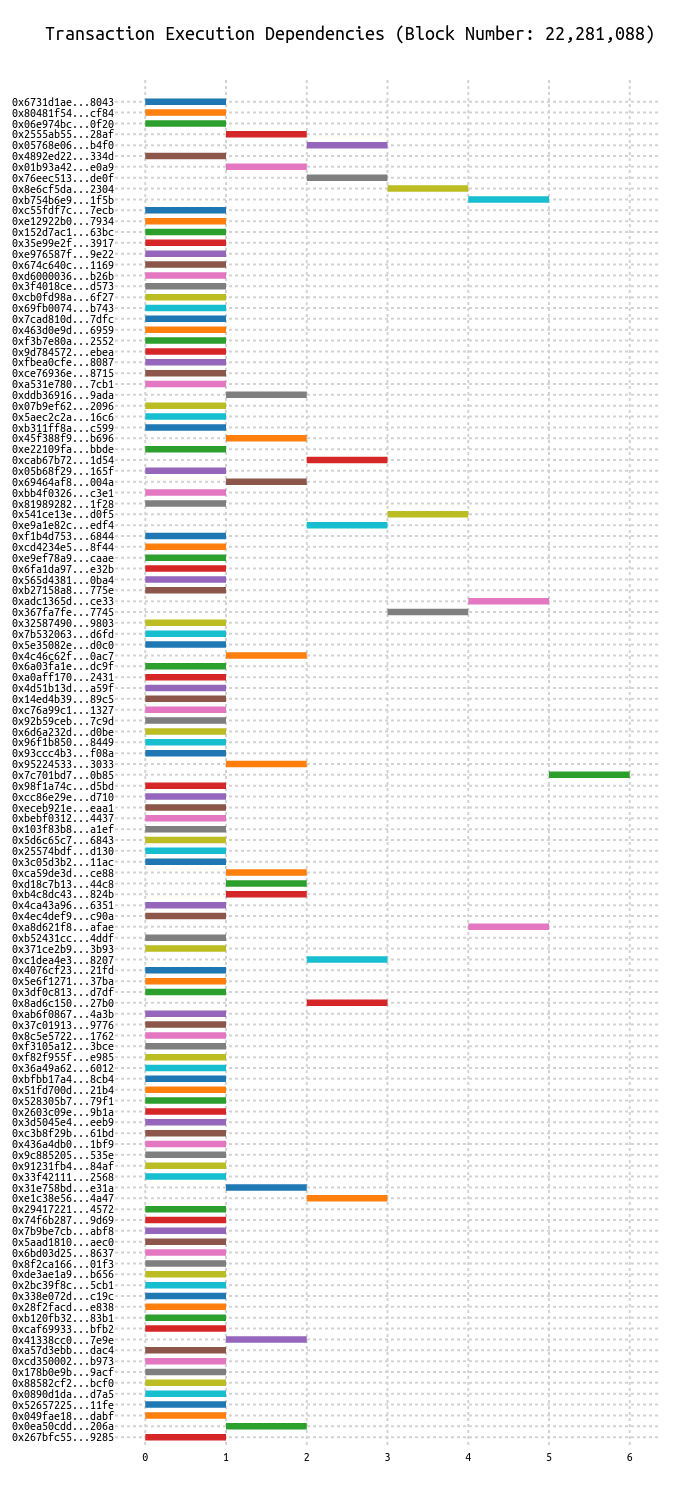 Transaction Execution Dependencies (Block Number: 22,281,088)
0x6731d1ae...8043
0x80481f54...cf84
0x06e974bc...0f20
0x2555ab55...28af
0x05768e06...b4f0
0x4892ed22...334d
0x01b93a42...e0a9
0x76eec513...de0f
0x8e6cf5da...2304
0xb754b6e9...1f5b
0xc55fdf7c...7ecb
0xe12922b0...7934
0x152d7ac1...63bc
0x35e99e2f...3917
0xe976587f...9e22
0x674c640c...1169
0xd6000036...b26b
0x3f4018ce...d573
0xcb0fd98a...6f27
0x69fb0074...b743
0x7cad810d...7dfc
0x463d0e9d...6959
0xf3b7e80a...2552
0x9d784572...ebea
0xfbea0cfe...8087
0xce76936e...8715
0xa531e780...7cb1
0xddb36916...9ada
0x07b9ef62...2096
0x5aec2c2a...16c6
0xb311ff8a...c599
0x45f388f9...b696
0xe22109fa...bbde
0xcab67b72...1d54
0x05b68f29...165f
0x69464af8...004a
0xbb4f0326...c3e1
0x81989282...1f28
0x541ce13e...d0f5
0xe9a1e82c...edf4
0xf1b4d753...6844
0xcd4234e5...8f44
0xe9ef78a9...caae
0x6fa1da97...e32b
0x565d4381...0ba4
0xb27158a8...775e
0xadc1365d...ce33
0x367fa7fe...7745
0x32587490...9803
0x7b532063...d6fd
0x5e35082e...d0c0
0x4c46c62f...0ac7
0x6a03fa1e...dc9f
0xa0aff170...2431
0x4d51b13d...a59f
0x14ed4b39...89c5
0xc76a99c1...1327
0x92b59ceb...7c9d
0x6d6a232d...d0be
0x96f1b850...8449
0x93ccc4b3...f08a
0x95224533...3033
0x7c701bd7...0b85
0x98f1a74c...d5bd
0xcc86e29e...d710
0xeceb921e...eaa1
0xbebf0312...4437
0x103f83b8...a1ef
0x5d6c65c7...6843
0x25574bdf...d130
0x3c05d3b2...11ac
0xca59de3d...ce88
0xd18c7b13...44c8
0xb4c8dc43...824b
0x4ca43a96...6351
0x4ec4def9...c90a
0xa8d621f8...afae
0xb52431cc...4ddf
0x371ce2b9...3b93
0xc1dea4e3...8207
0x4076cf23...21fd
0x5e6f1271...37ba
0x3df0c813...d7df
0x8ad6c150...27b0
0xab6f0867...4a3b
0x37c01913...9776
0x8c5e5722...1762
0xf3105a12...3bce
0xf82f955f...e985
0x36a49a62...6012
0xbfbb17a4...8cb4
0x51fd700d...21b4
0x528305b7...79f1
0x2603c09e...9b1a
0x3d5045e4...eeb9
0xc3b8f29b...61bd
0x436a4db0...1bf9
0x9c885205...535e
0x91231fb4...84af
0x33f42111...2568
0x31e758bd...e31a
0xe1c38e56...4a47
0x29417221...4572
0x74f6b287...9d69
0x7b9be7cb...abf8
0x5aad1810...aec0
0x6bd03d25...8637
0x8f2ca166...01f3
0xde3ae1a9...b656
0x2bc39f8c...5cb1
0x338e072d...c19c
0x28f2facd...e838
0xb120fb32...83b1
0xcaf69933...bfb2
0x41338cc0...7e9e
0xa57d3ebb...dac4
0xcd350002...b973
0x178b0e9b...9acf
0x88582cf2...bcf0
0x0890d1da...d7a5
0x52657225...11fe
0x049fae18...dabf
0x0ea50cdd...206a
0x267bfc55...9285
0 1 2 3 4 5 6